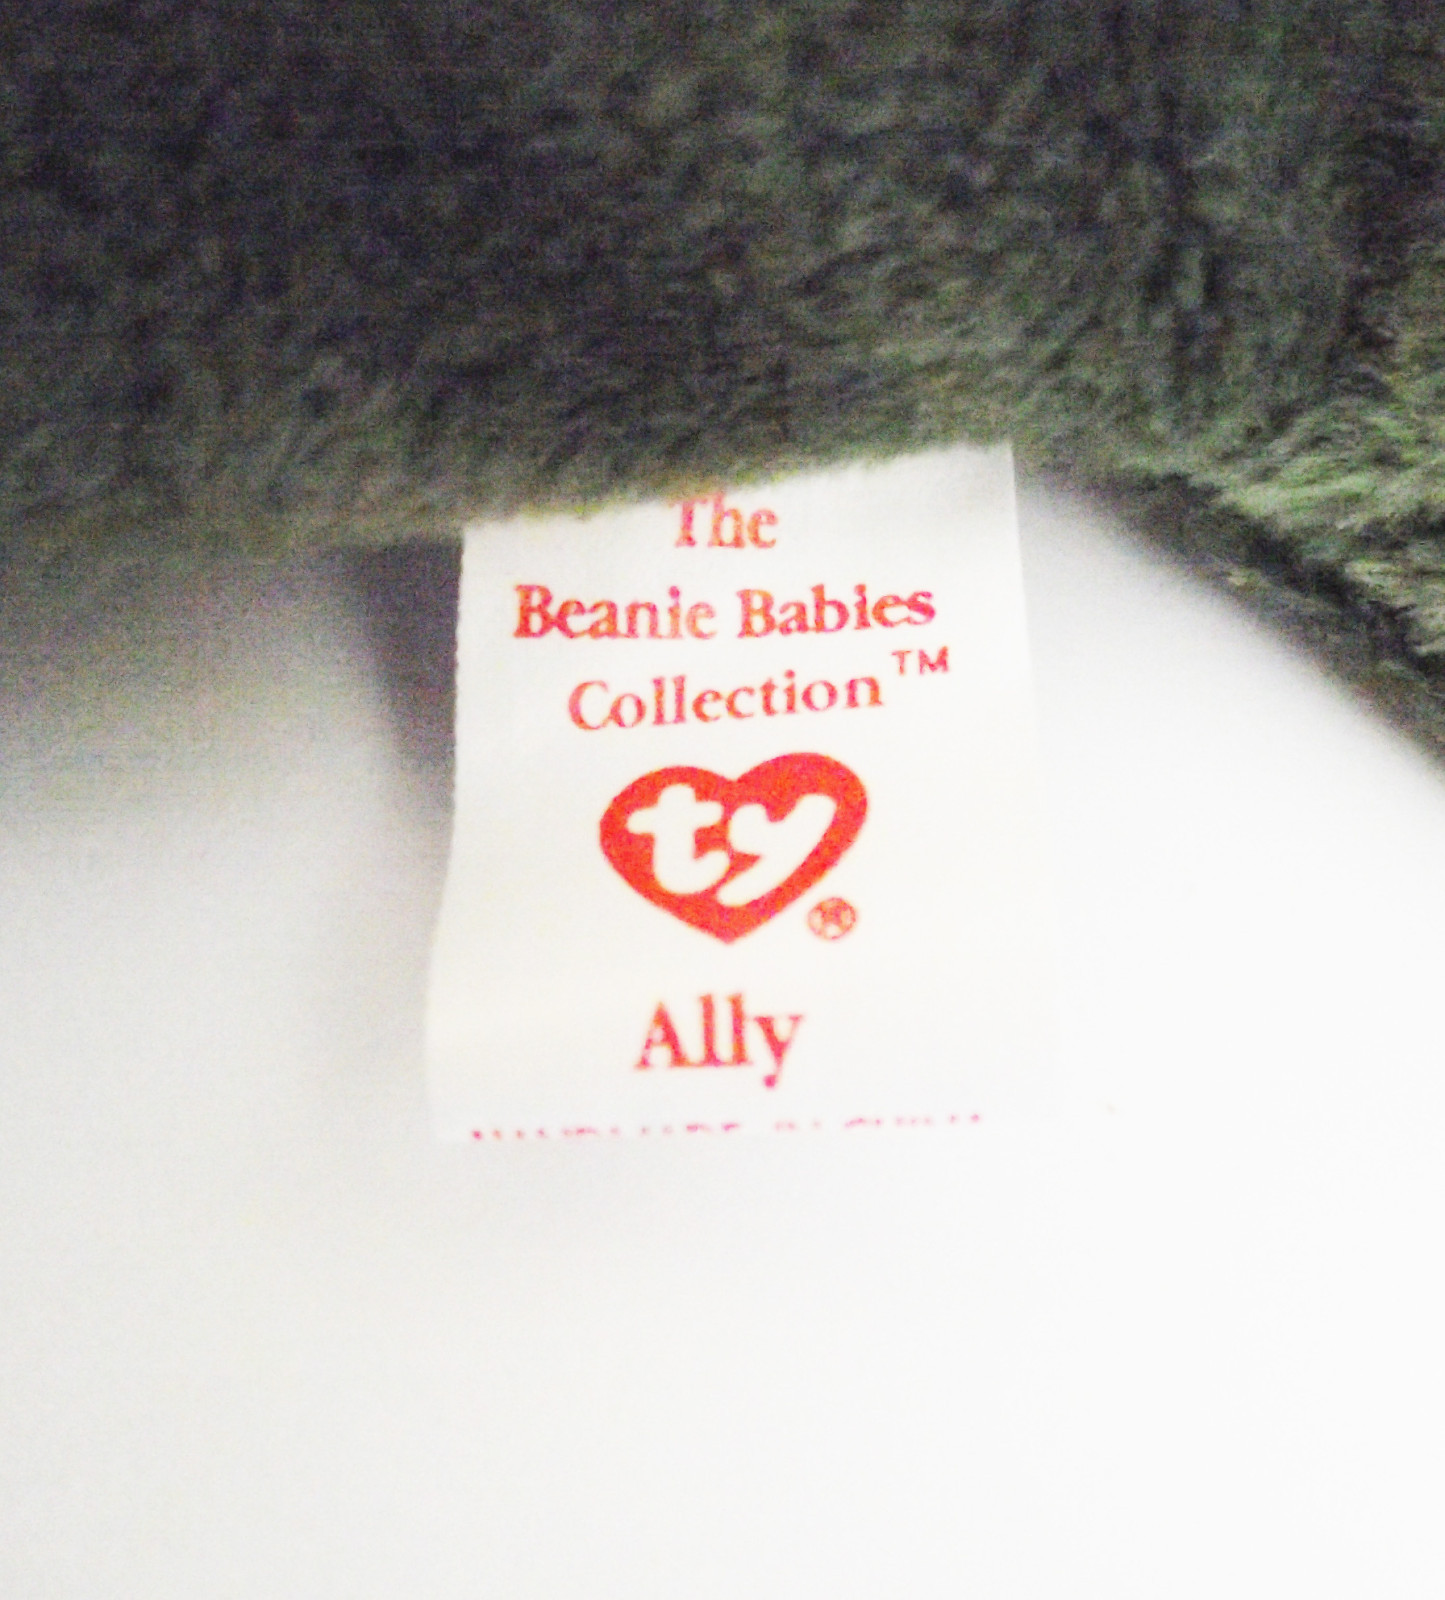 The
Beanie Babies
Collection™
ty®
Ally